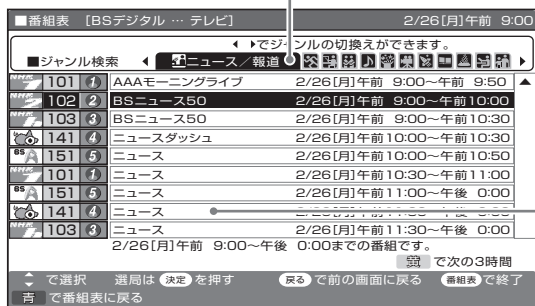 ■番組表 [BSデジタル … テレビ] 2/26[月]午前 9:00
◀ ▶でジャンルの切換えができます。
■ジャンル検索 ◀ ニュース／報道 ▶
101 1 AAAモーニングライブ 2/26[月]午前 9:00～午前 9:50
102 2 BSニュース50 2/26[月]午前 9:00～午前10:00
103 3 BSニュース50 2/26[月]午前 9:00～午前10:30
141 4 ニュースダッシュ 2/26[月]午前10:00～午前10:30
151 5 ニュース 2/26[月]午前10:00～午前10:50
101 1 ニュース 2/26[月]午前10:30～午前11:00
151 5 ニュース 2/26[月]午前11:00～午後 0:00
141 4 ニュース
103 3 ニュース 2/26[月]午前11:30～午後 0:00
2/26[月]午前 9:00～午後 0:00までの番組です。
黄 で次の3時間
で選択 選局は 決定 を押す 戻る で前の画面に戻る 番組表 で終了
青 で番組表に戻る